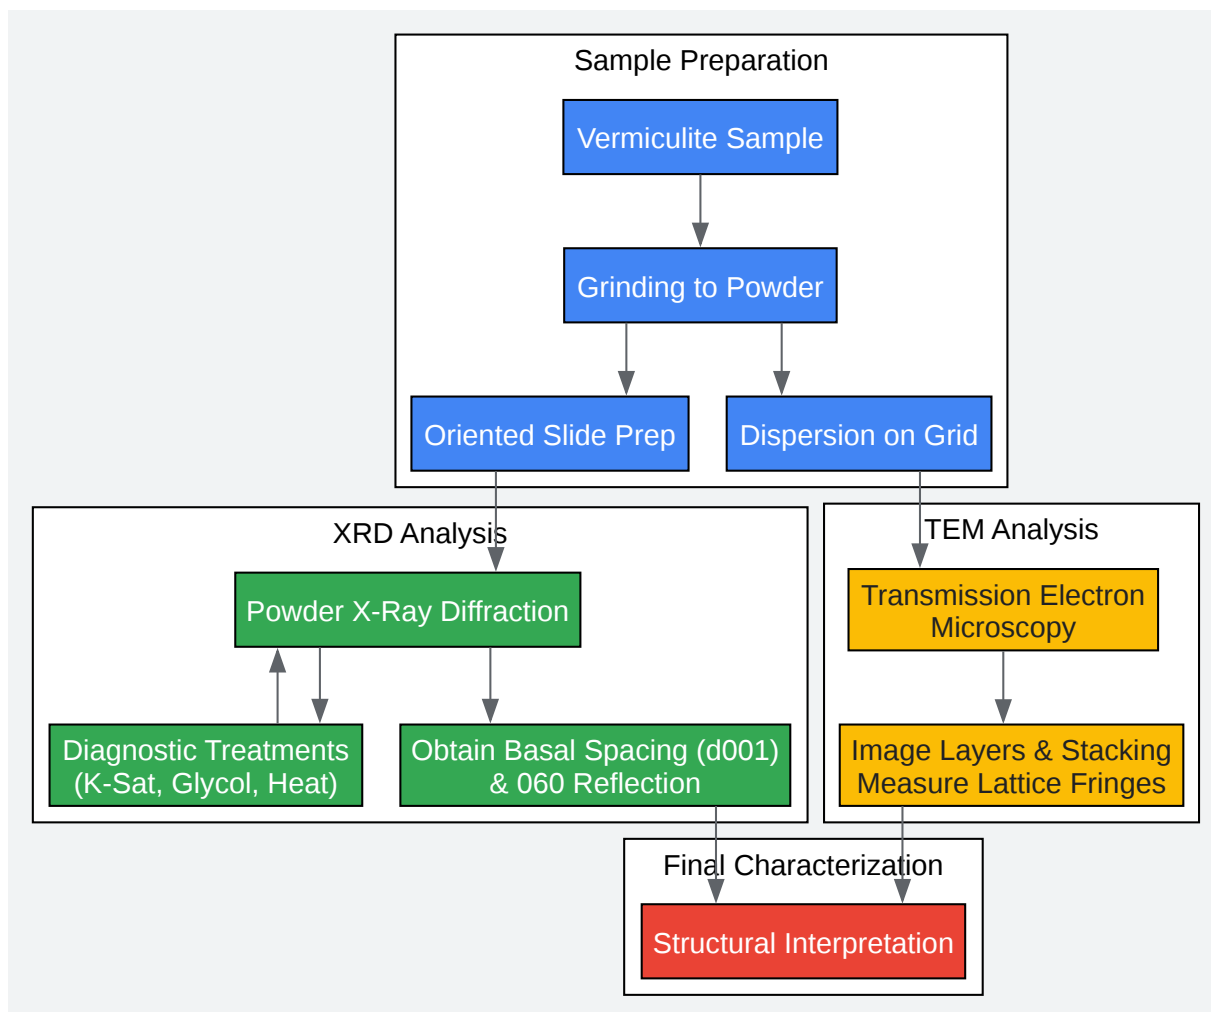 Sample Preparation
Vermiculite Sample
Grinding to Powder
Oriented Slide Prep
Dispersion on Grid
XRD Analysis
Powder X-Ray Diffraction
Diagnostic Treatments
(K-Sat, Glycol, Heat)
Obtain Basal Spacing (d001)
& 060 Reflection
TEM Analysis
Transmission Electron
Microscopy
Image Layers & Stacking
Measure Lattice Fringes
Final Characterization
Structural Interpretation